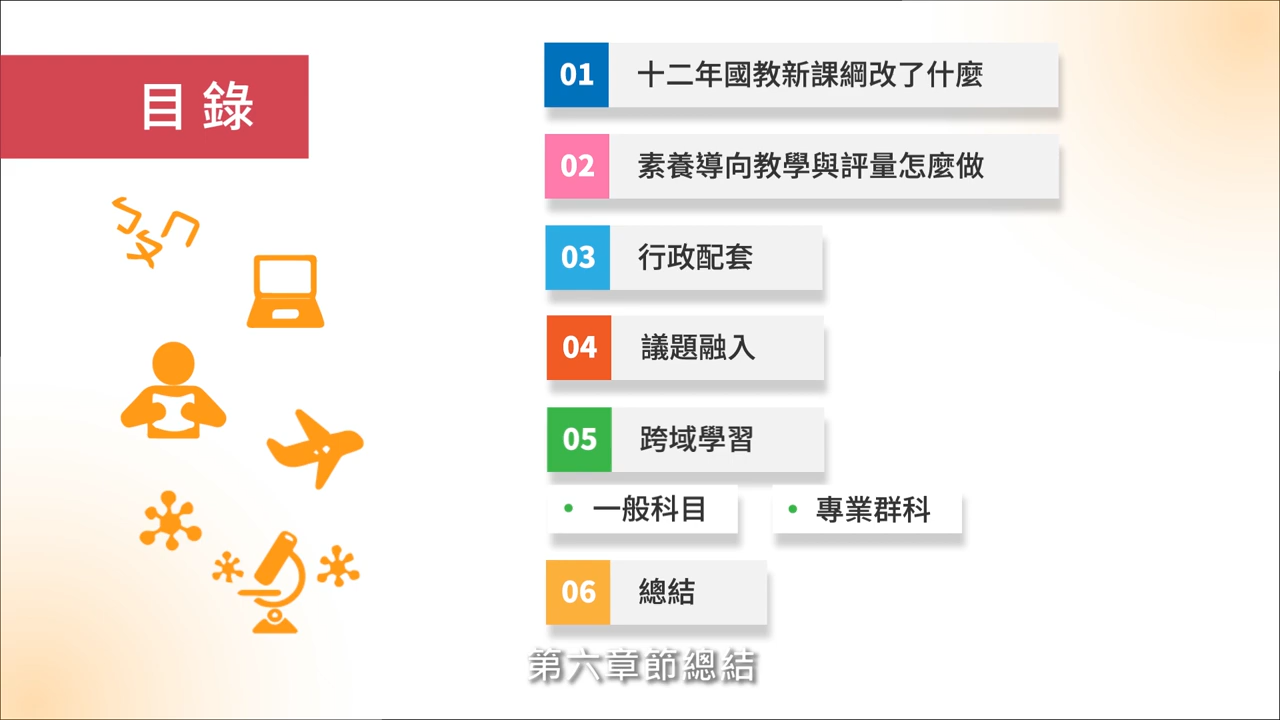 目錄
01 十二年國教新課綱改了什麼
02 素養導向教學與評量怎麼做
03 行政配套
04 議題融入
05 跨域學習
• 一般科目 • 專業群科
06 總結
第六章節總結
ㄅㄆㄇ